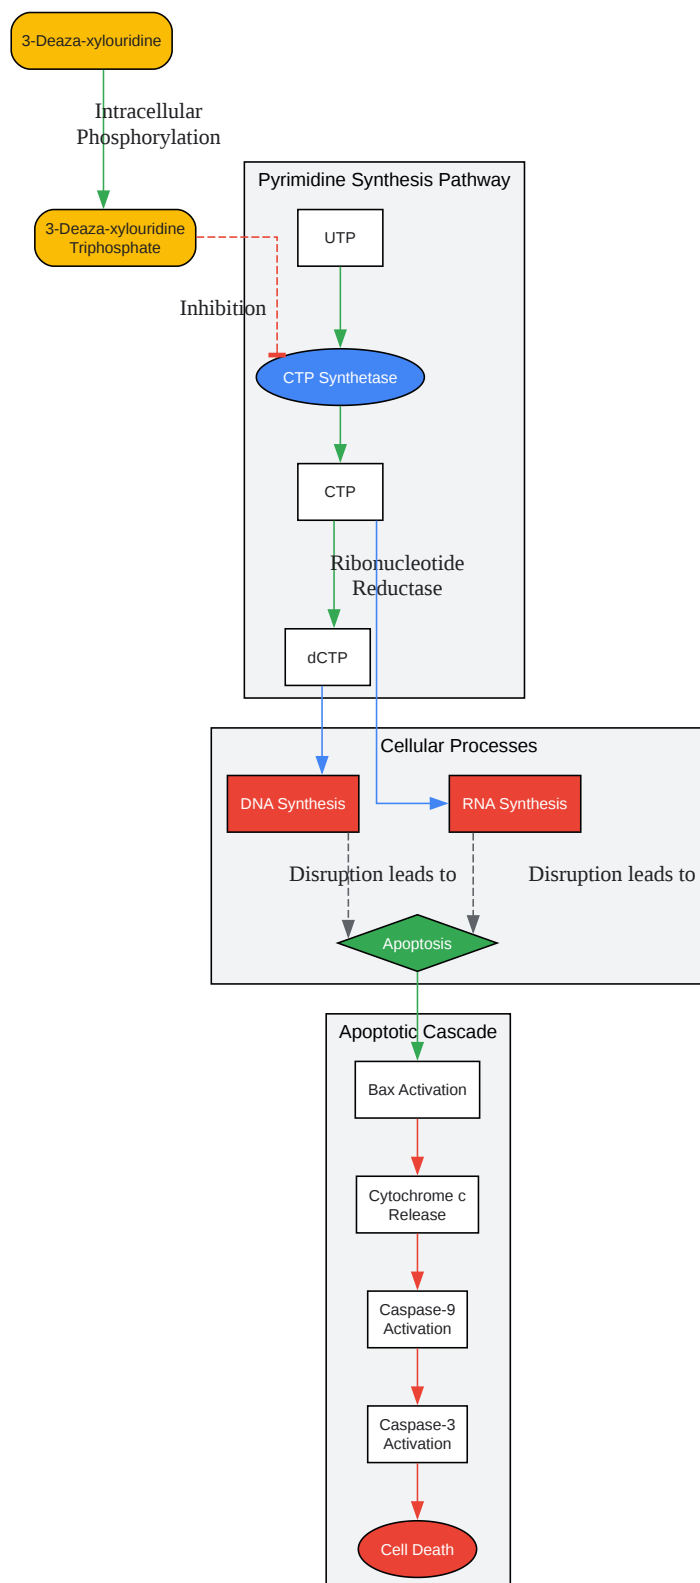 3-Deaza-xylouridine
Intracellular
Phosphorylation
Pyrimidine Synthesis Pathway
3-Deaza-xylouridine
Triphosphate
UTP
Inhibition
CTP Synthetase
CTP
Ribonucleotide
Reductase
dCTP
Cellular Processes
DNA Synthesis
RNA Synthesis
Disruption leads to
Disruption leads to
Apoptosis
Apoptotic Cascade
Bax Activation
Cytochrome c
Release
Caspase-9
Activation
Caspase-3
Activation
Cell Death